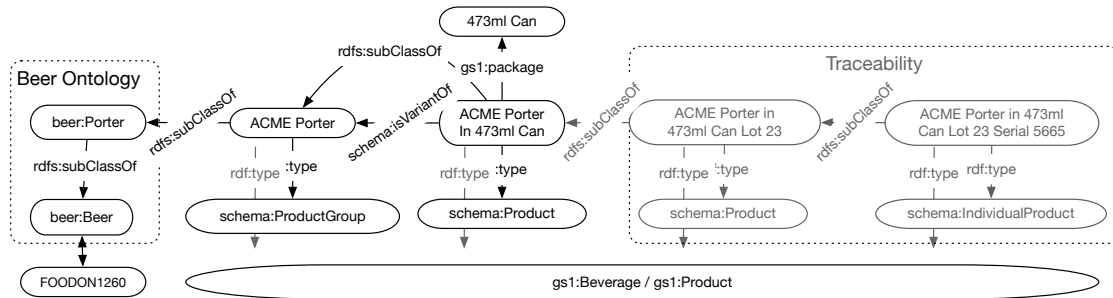 473ml Can
rdfs:subClassOf
gs1:package
Beer Ontology
Traceability
beer:Porter
rdfs:subClassOf
ACME Porter
schema:isVariantOf
ACME Porter
In 473ml Can
rdfs:subClassOf
ACME Porter in
473ml Can Lot 23
rdfs:subClassOf
ACME Porter in 473ml
Can Lot 23 Serial 5665
rdfs:subClassOf
rdf:type
:type
rdf:type
:type
rdf:type
:type
rdf:type
rdf:type
beer:Beer
schema:ProductGroup
schema:Product
schema:Product
schema:IndividualProduct
FOODON1260
gs1:Beverage / gs1:Product